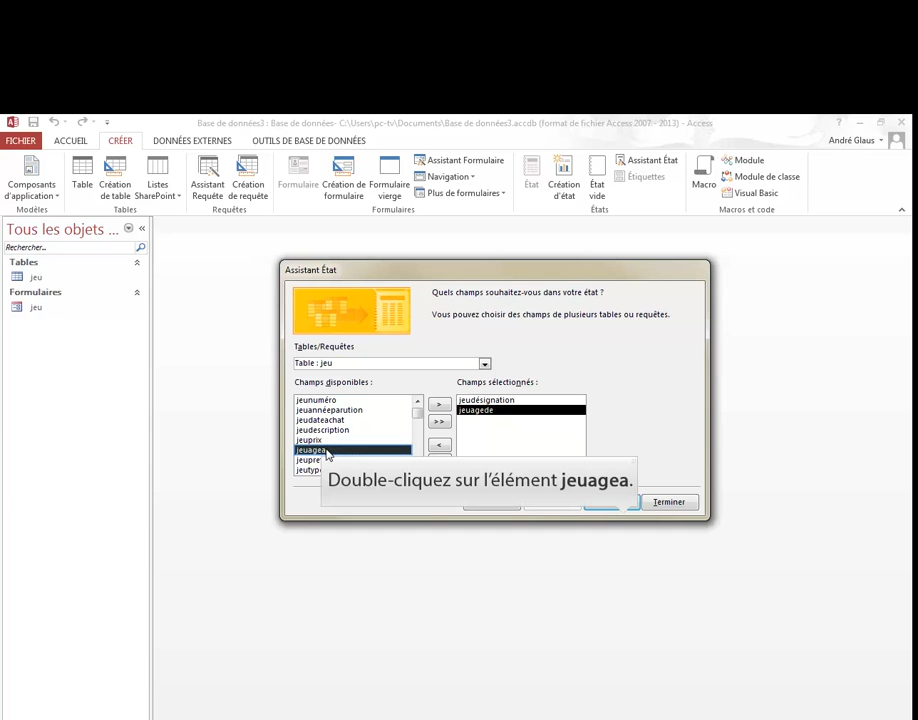 Base de données3 : Base de données- C:\Users\pc-tv\Documents\Base de données3.accdb (format de fichier Access 2007 - 2013) - Access
FICHIER ACCUEIL CRÉER DONNÉES EXTERNES OUTILS DE BASE DE DONNÉES André Glaus
Composants d'application
Modèles
Table
Création de table
Listes SharePoint
Tables
Assistant Requête
Création de requête
Requêtes
Formulaire
Création de formulaire
Formulaire vierge
Assistant Formulaire
Navigation
Plus de formulaires
Formulaires
État
Création d'état
État vide
Assistant État
Étiquettes
États
Macro
Module
Module de classe
Visual Basic
Macros et code
Tous les objets ...
Rechercher...
Tables
jeu
Formulaires
jeu
Assistant État
Quels champs souhaitez-vous dans votre état ?
Vous pouvez choisir des champs de plusieurs tables ou requêtes.
Tables/Requêtes
Table : jeu
Champs disponibles :
jeunuméro
jeuannéeparution
jeudateachat
jeudescription
jeuprix
jeuagea
>
>>
<
Champs sélectionnés :
jeudésignation
jeuagede
Double-cliquez sur l'élément jeuagea.
Terminer